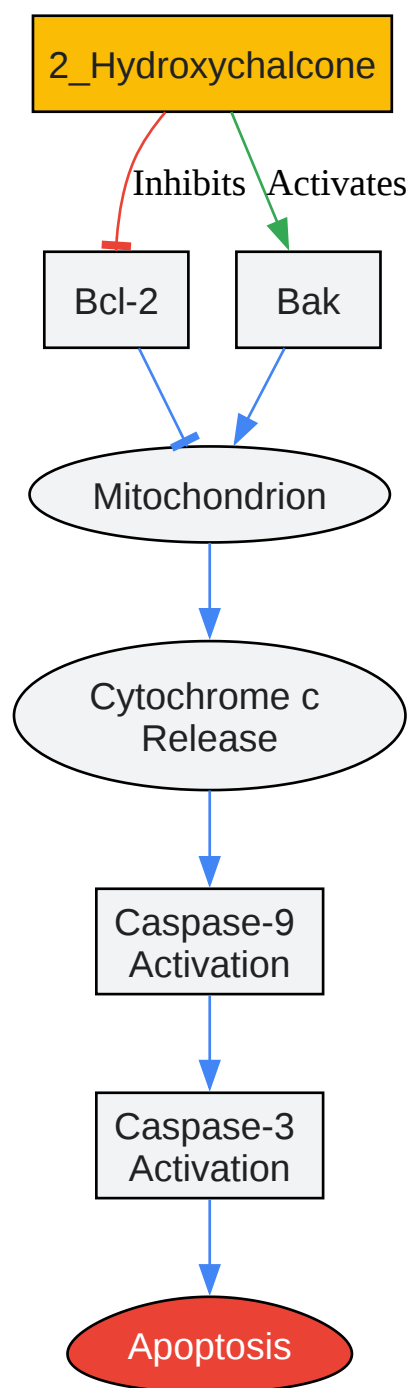 2_Hydroxychalcone
Inhibits
Activates
Bcl-2
Bak
Mitochondrion
Cytochrome c
Release
Caspase-9
Activation
Caspase-3
Activation
Apoptosis